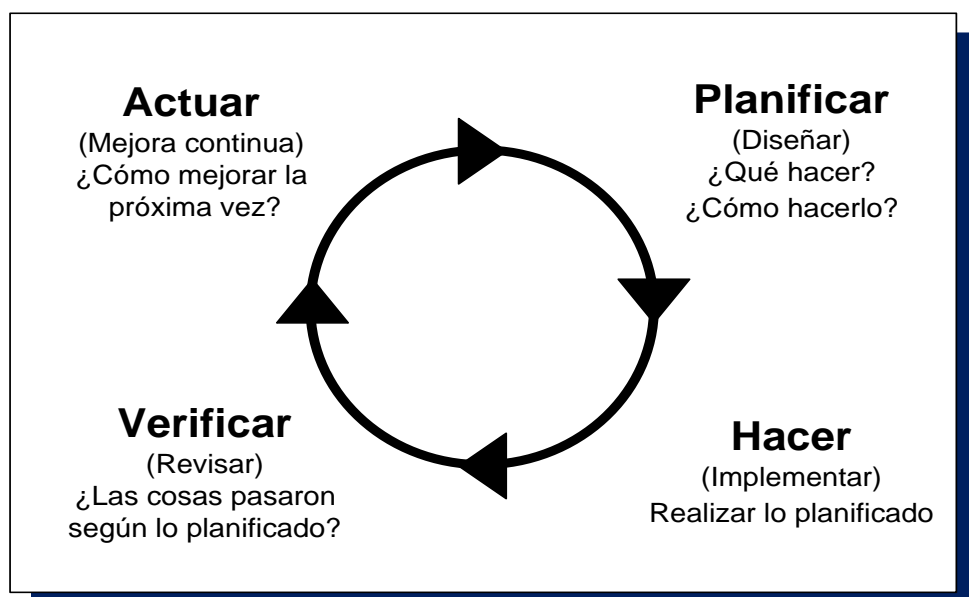 Actuar
(Mejora continua)
¿Cómo mejorar la
próxima vez?
Planificar
(Diseñar)
¿Qué hacer?
¿Cómo hacerlo?
Verificar
(Revisar)
¿Las cosas pasaron
según lo planificado?
Hacer
(Implementar)
Realizar lo planificado